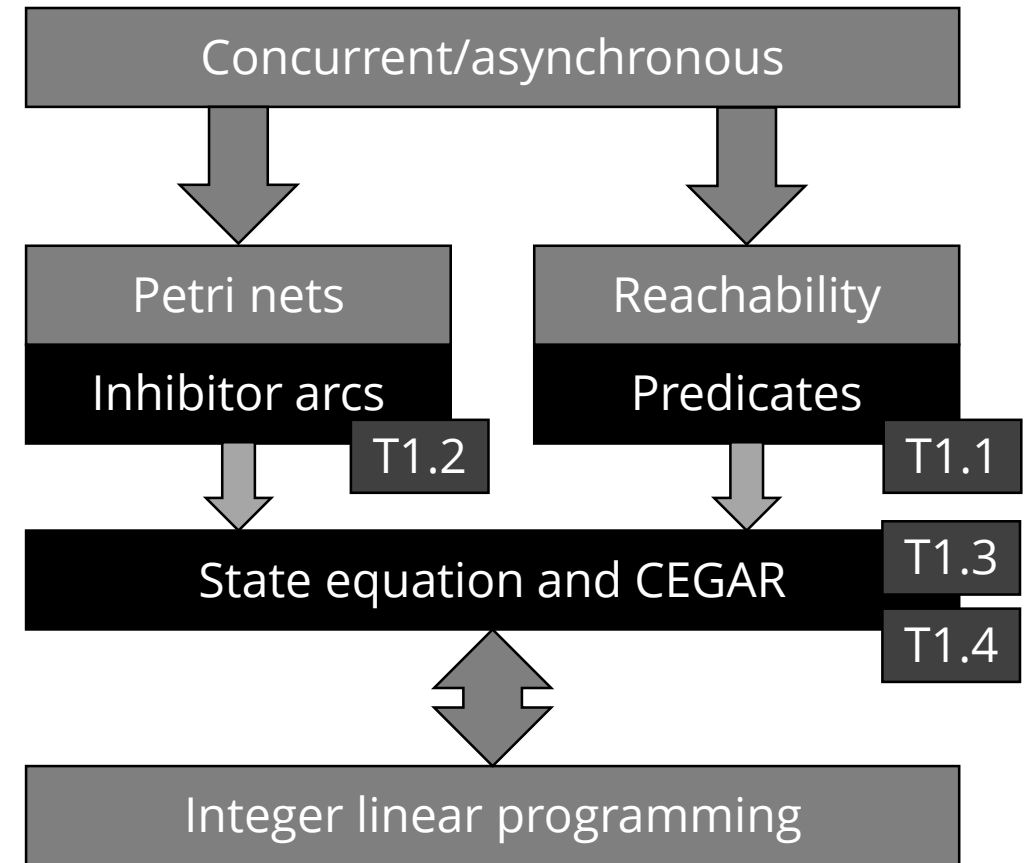 Concurrent/asynchronous
Petri nets
Inhibitor arcs
T1.2
Reachability
Predicates
T1.1
State equation and CEGAR
T1.3
T1.4
Integer linear programming